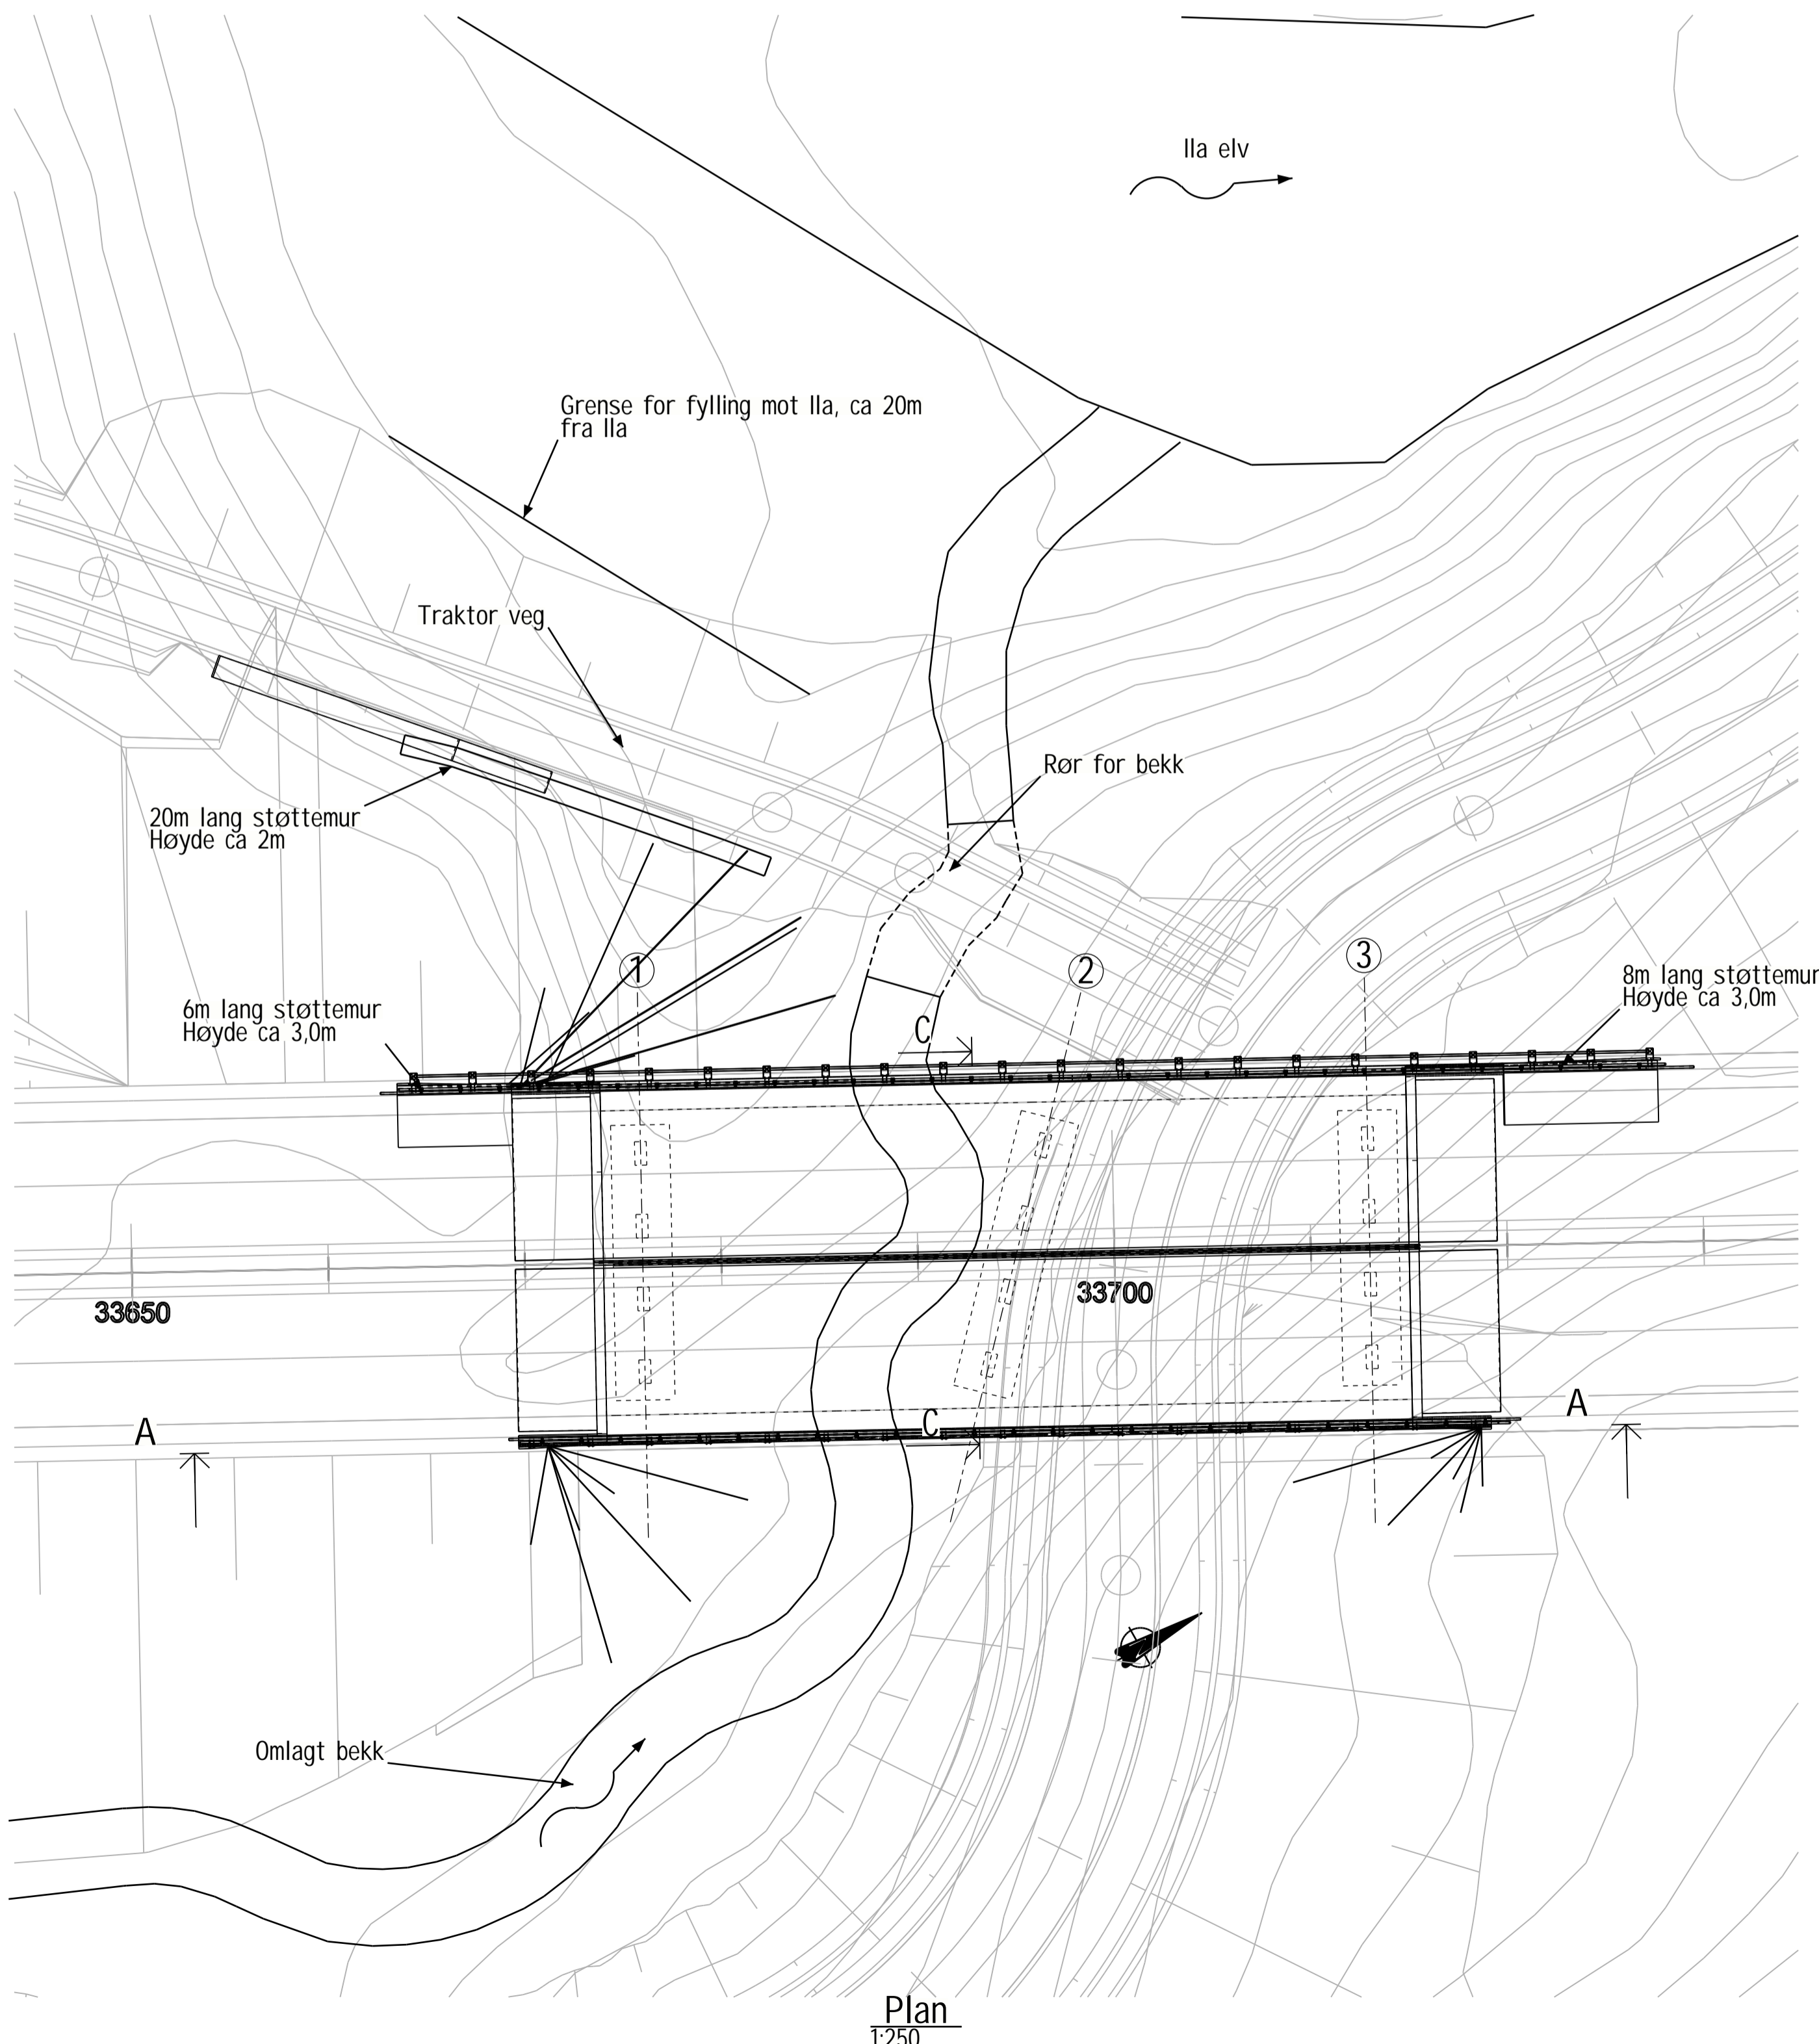 Ila elv
Grense for fylling mot Ila, ca 20m
fra Ila
Traktor veg
Rør for bekk
20m lang støttemur
Høyde ca 2m
1
2
3
6m lang støttemur
Høyde ca 3,0m
8m lang støttemur
Høyde ca 3,0m
C
33650
33700
A
C
A
Omlagt bekk
Plan
1:250